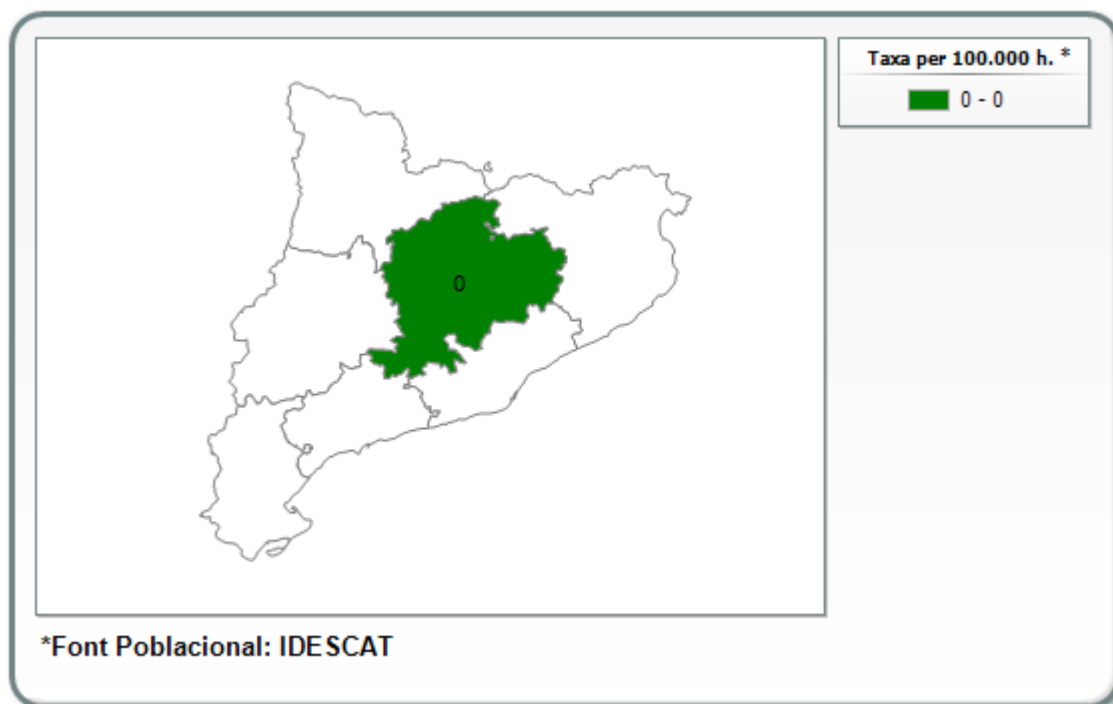 Taxa per 100.000 h. *
0 - 0
0
*Font Poblacional: IDESCAT